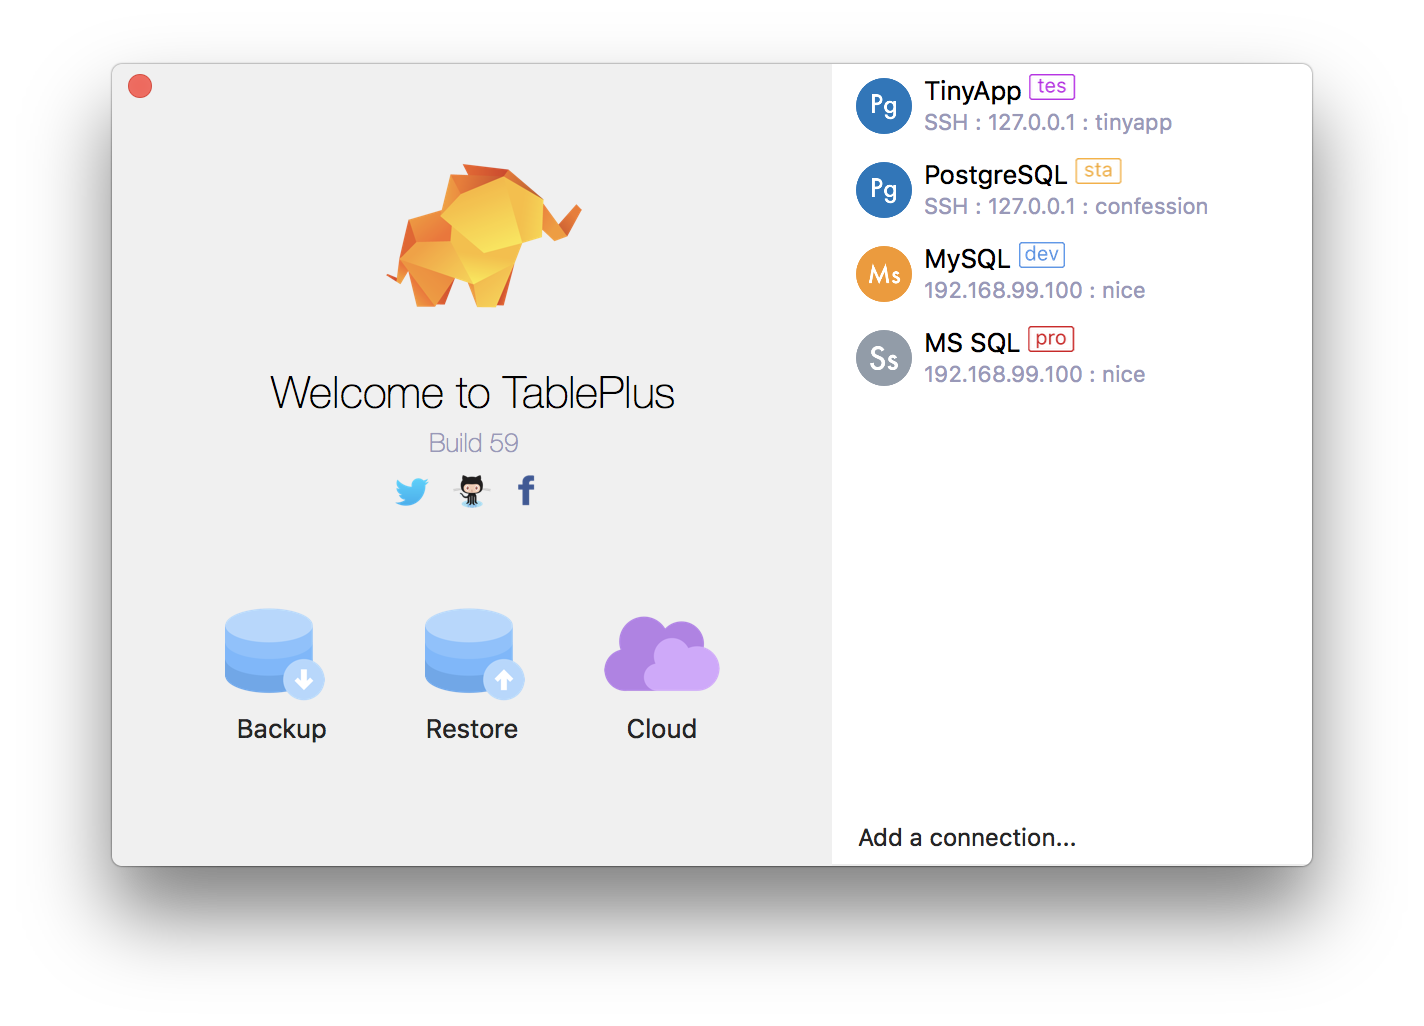 Welcome to TablePlus
Build 59
Backup
Restore
Cloud
Pg
TinyApp tes
SSH : 127.0.0.1 : tinyapp
Pg
PostgreSQL sta
SSH : 127.0.0.1 : confession
Ms
MySQL dev
192.168.99.100 : nice
Ss
MS SQL pro
192.168.99.100 : nice
Add a connection...